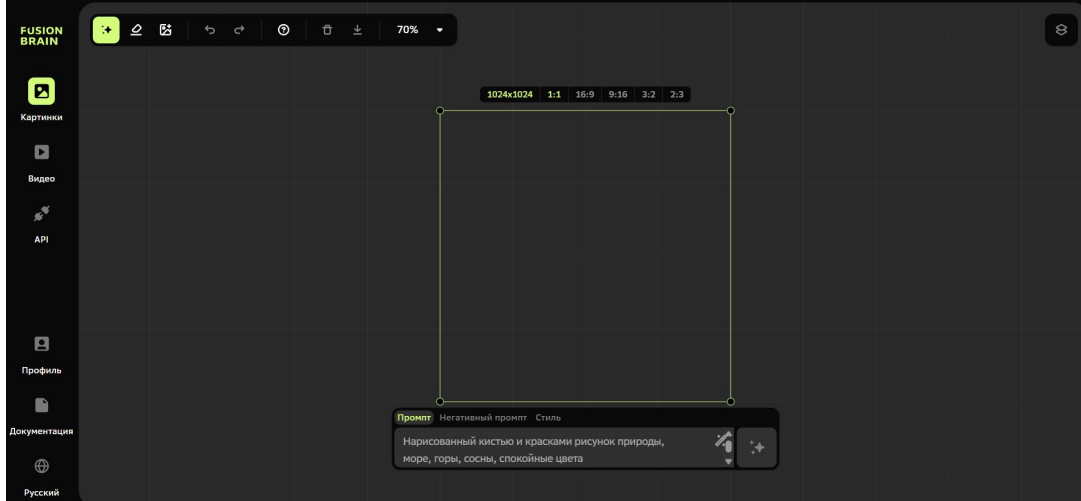 FUSION
BRAIN
70%
Картинки
Видео
API
Профиль
Документация
Русский
1024x1024 1:1 16:9 9:16 3:2 2:3
Промпт Негативный промпт Стиль
Нарисованный кистью и красками рисунок природы,
море, горы, сосны, спокойные цвета